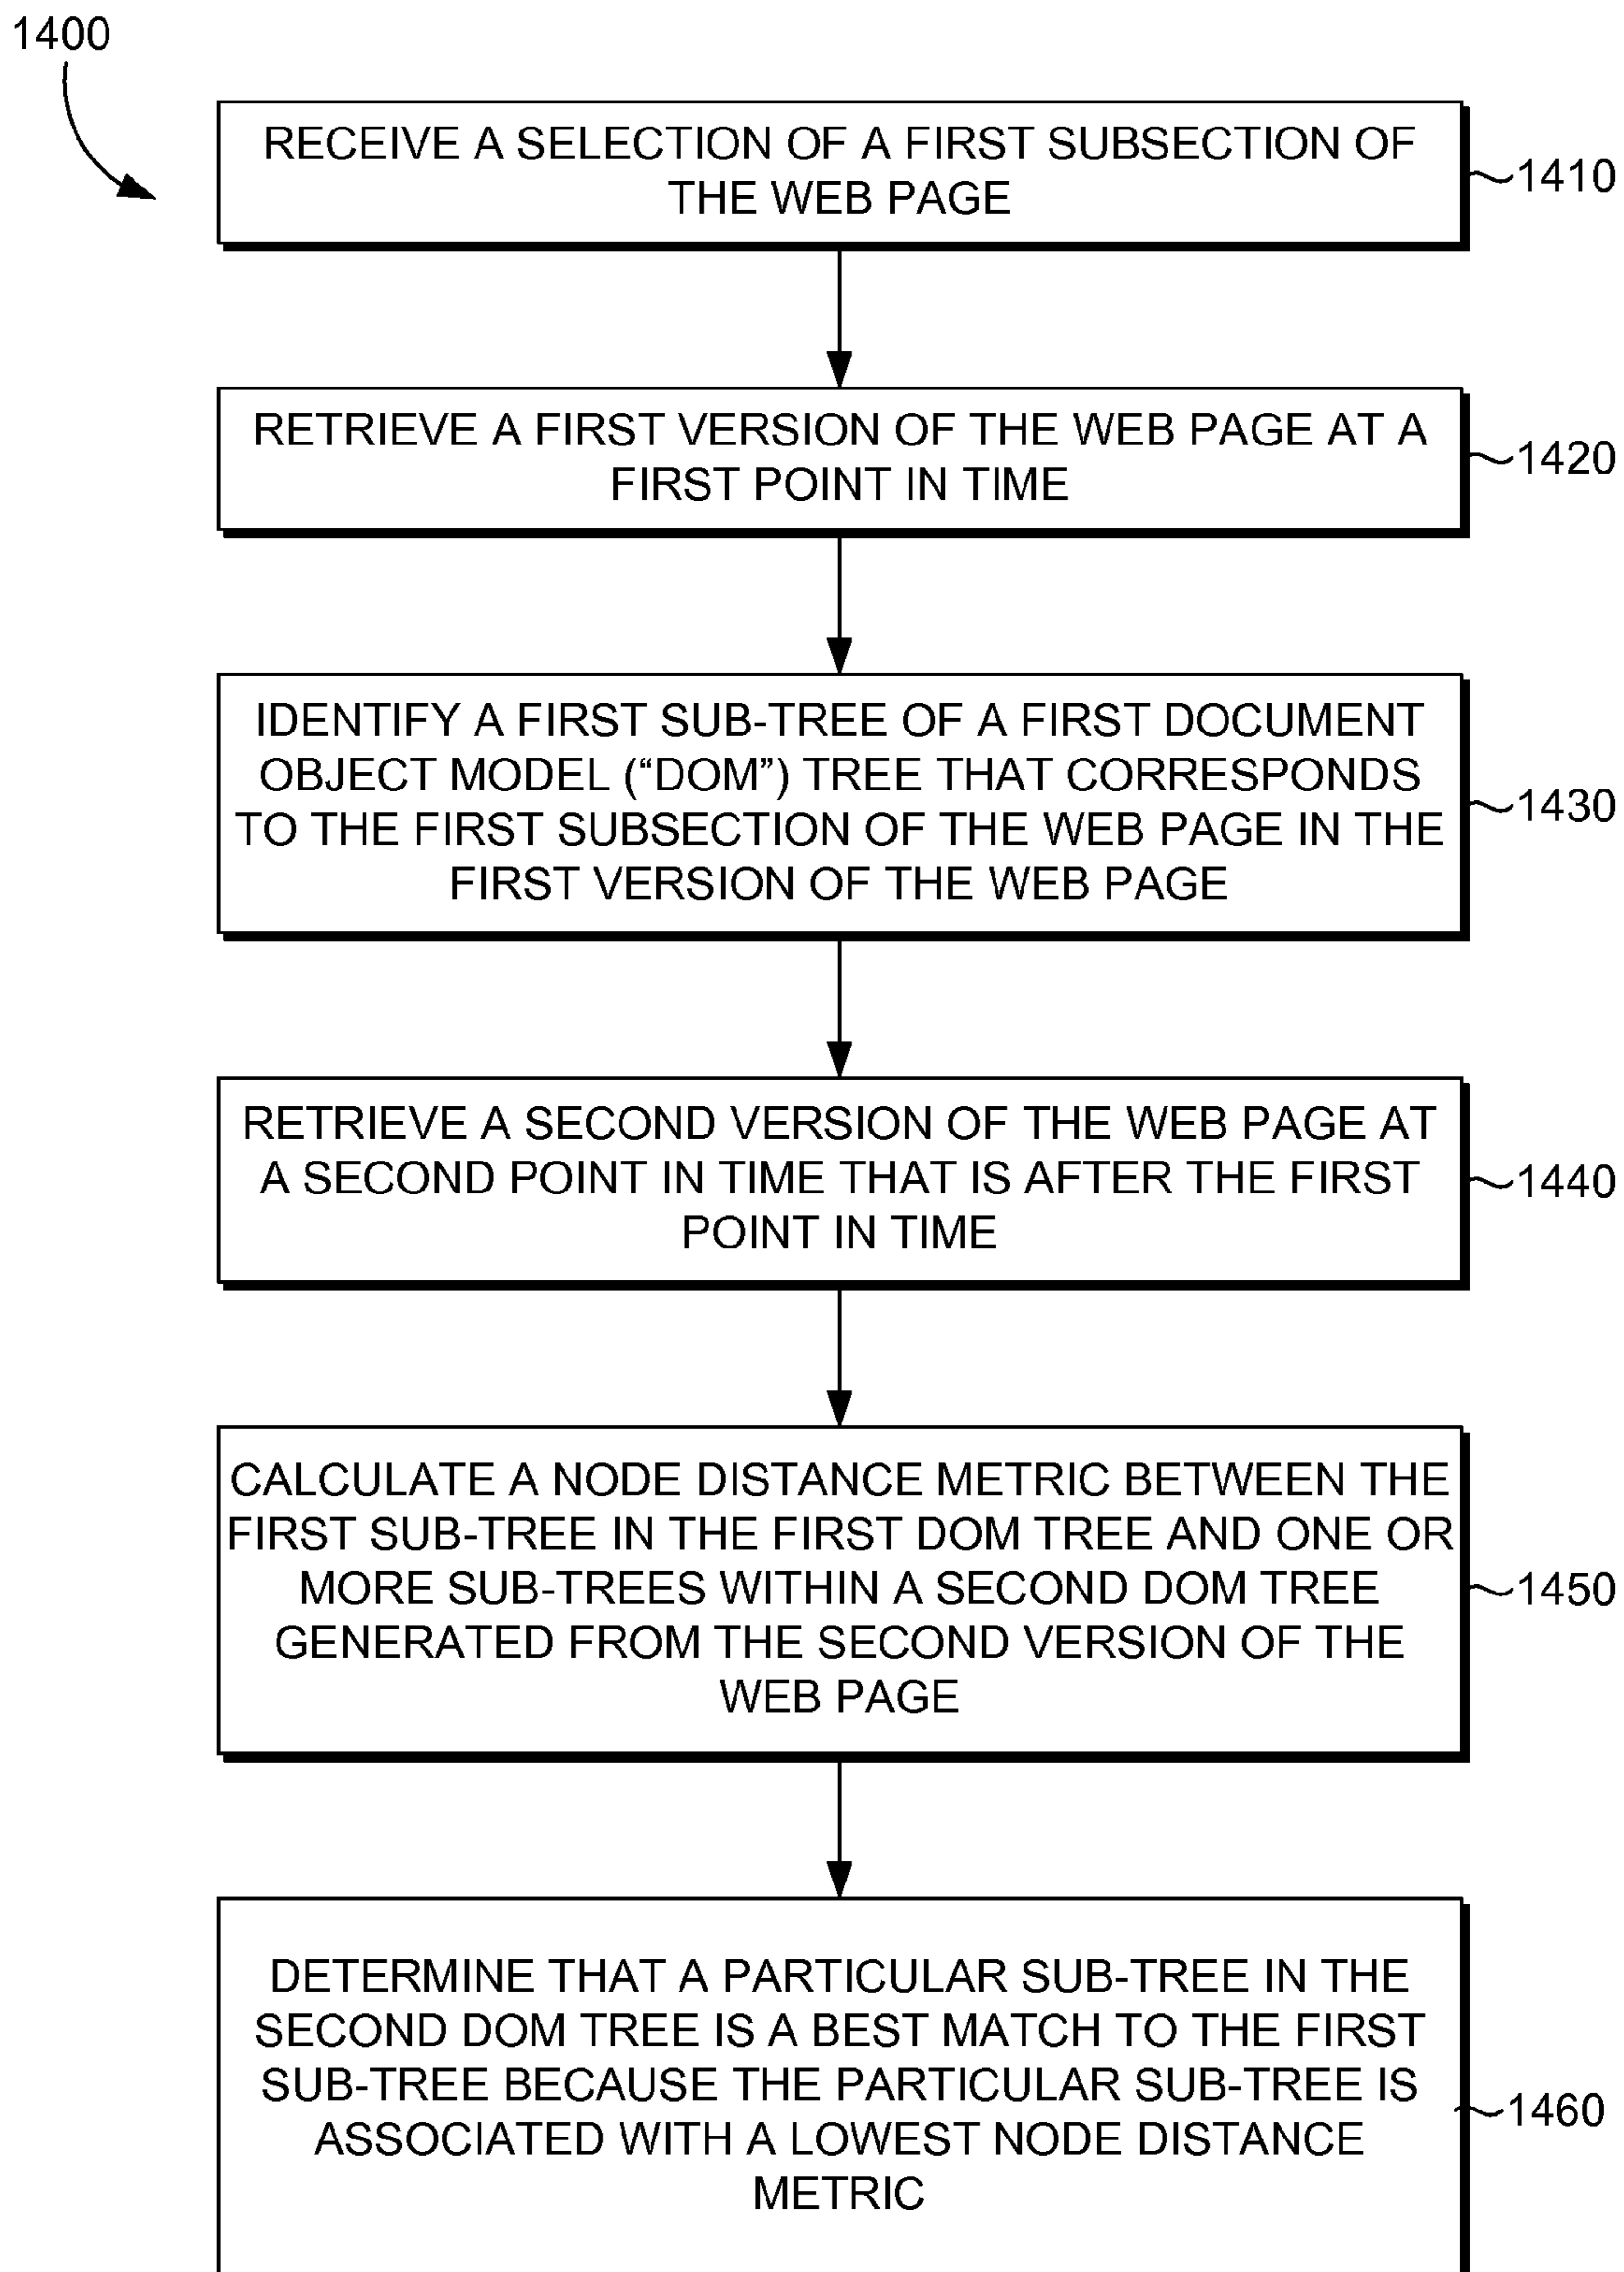 1400
RECEIVE A SELECTION OF A FIRST SUBSECTION OF
THE WEB PAGE
1410
RETRIEVE A FIRST VERSION OF THE WEB PAGE AT A
FIRST POINT IN TIME
1420
IDENTIFY A FIRST SUB-TREE OF A FIRST DOCUMENT
OBJECT MODEL (“DOM”) TREE THAT CORRESPONDS
TO THE FIRST SUBSECTION OF THE WEB PAGE IN THE
FIRST VERSION OF THE WEB PAGE
1430
RETRIEVE A SECOND VERSION OF THE WEB PAGE AT
A SECOND POINT IN TIME THAT IS AFTER THE FIRST
POINT IN TIME
1440
CALCULATE A NODE DISTANCE METRIC BETWEEN THE
FIRST SUB-TREE IN THE FIRST DOM TREE AND ONE OR
MORE SUB-TREES WITHIN A SECOND DOM TREE
GENERATED FROM THE SECOND VERSION OF THE
WEB PAGE
1450
DETERMINE THAT A PARTICULAR SUB-TREE IN THE
SECOND DOM TREE IS A BEST MATCH TO THE FIRST
SUB-TREE BECAUSE THE PARTICULAR SUB-TREE IS
ASSOCIATED WITH A LOWEST NODE DISTANCE
METRIC
1460